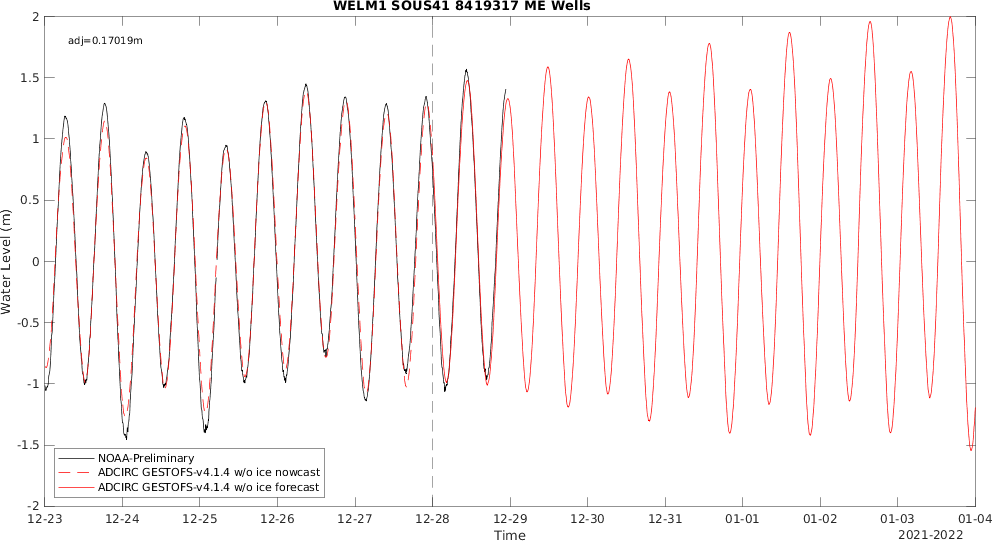 WELM1 SOUS41 8419317 ME Wells
adj=0.17019m
2
1.5
1
0.5
0
-0.5
-1
-1.5
-2
Water Level (m)
NOAA-Preliminary
ADCIRC GESTOFS-v4.1.4 w/o ice nowcast
ADCIRC GESTOFS-v4.1.4 w/o ice forecast
12-23 12-24 12-25 12-26 12-27 12-28 12-29 12-30 12-31 01-01 01-02 01-03 01-04
Time
2021-2022